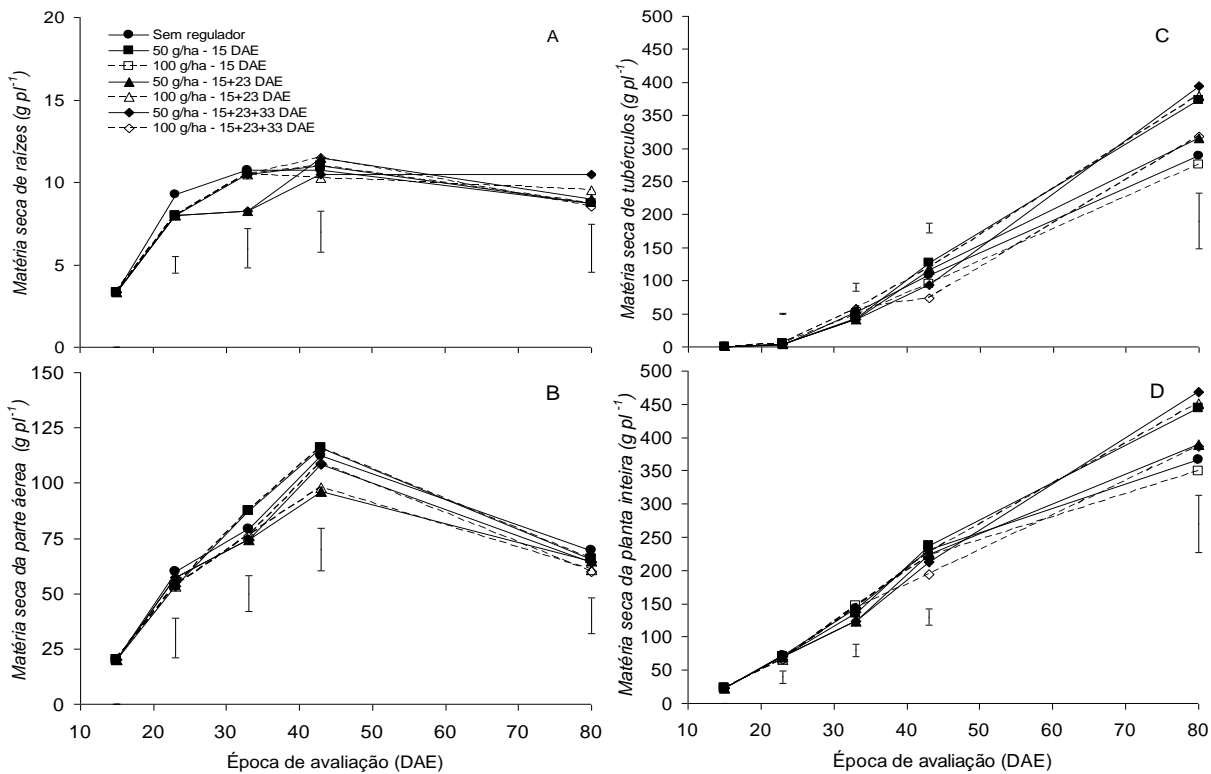 Matéria seca de raízes (g pl⁻¹)
20
15
10
5
0
A
Sem regulador
50 g/ha - 15 DAE
100 g/ha - 15 DAE
50 g/ha - 15+23 DAE
100 g/ha - 15+23 DAE
50 g/ha - 15+23+33 DAE
100 g/ha - 15+23+33 DAE
Matéria seca da parte áerea (g pl⁻¹)
150
125
100
75
50
25
0
B
10 20 30 40 50 60 70 80
Época de avaliação (DAE)
Matéria seca de tubérculos (g pl⁻¹)
500
450
400
350
300
250
200
150
100
50
0
C
Matéria seca da planta inteira (g pl⁻¹)
500
450
400
350
300
250
200
150
100
50
0
D
10 20 30 40 50 60 70 80
Época de avaliação (DAE)